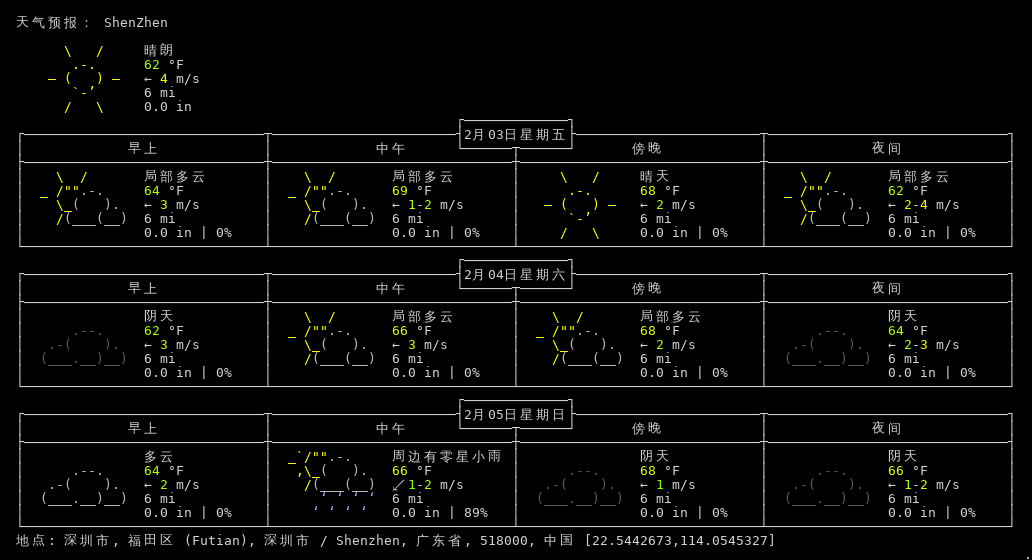 天气预报： ShenZhen
晴朗
62 °F
← 4 m/s
6 mi
0.0 in
2月03日星期五
早上 中午 傍晚 夜间
局部多云 局部多云 晴天 局部多云
64 °F 69 °F 68 °F 62 °F
← 3 m/s ← 1-2 m/s ← 2 m/s ← 2-4 m/s
6 mi 6 mi 6 mi 6 mi
0.0 in | 0% 0.0 in | 0% 0.0 in | 0% 0.0 in | 0%
2月04日星期六
早上 中午 傍晚 夜间
阴天 局部多云 局部多云 阴天
62 °F 66 °F 68 °F 64 °F
← 3 m/s ← 3 m/s ← 2 m/s ← 2-3 m/s
6 mi 6 mi 6 mi 6 mi
0.0 in | 0% 0.0 in | 0% 0.0 in | 0% 0.0 in | 0%
2月05日星期日
早上 中午 傍晚 夜间
多云 周边有零星小雨 阴天 阴天
64 °F 66 °F 68 °F 66 °F
← 2 m/s ↙ 1-2 m/s ← 1 m/s ← 1-2 m/s
6 mi 6 mi 6 mi 6 mi
0.0 in | 0% 0.0 in | 89% 0.0 in | 0% 0.0 in | 0%
地点: 深圳市, 福田区 (Futian), 深圳市 / Shenzhen, 广东省, 518000, 中国 [22.5442673,114.0545327]